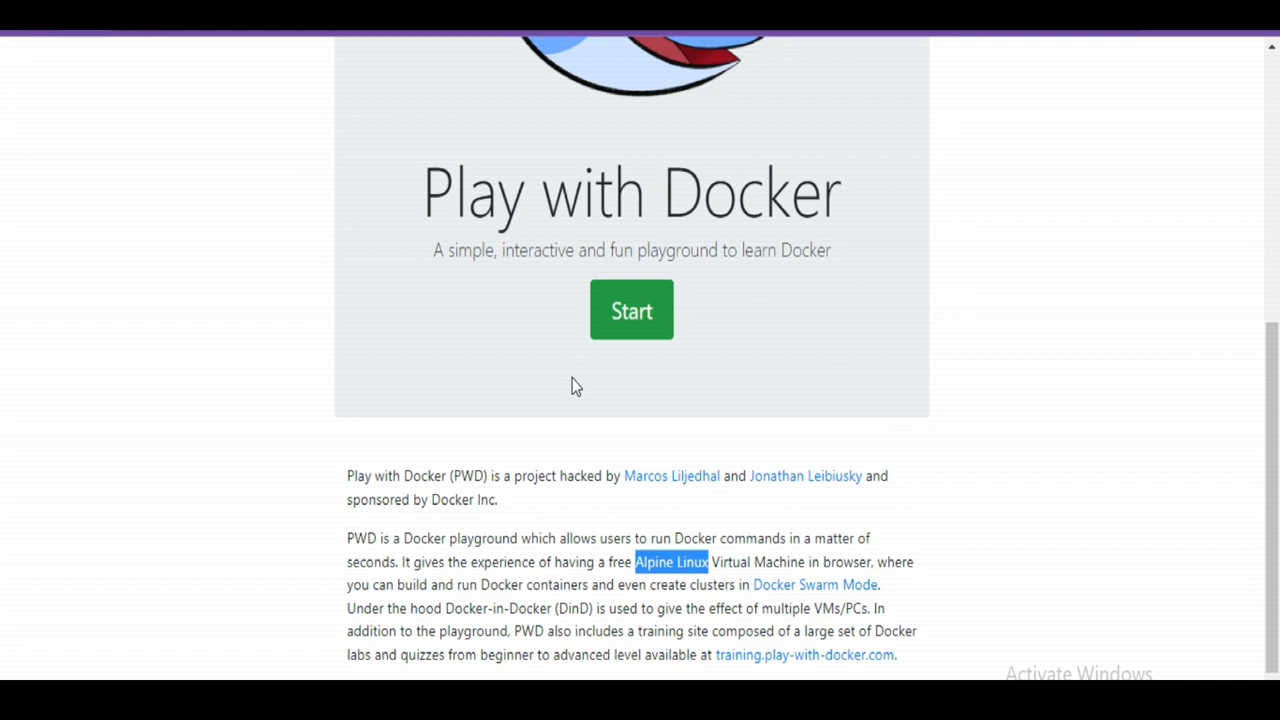 Play with Docker
A simple, interactive and fun playground to learn Docker
Start
Play with Docker (PWD) is a project hacked by Marcos Liljedhal and Jonathan Leibiusky and
sponsored by Docker Inc.
PWD is a Docker playground which allows users to run Docker commands in a matter of
seconds. It gives the experience of having a free Alpine Linux Virtual Machine in browser, where
you can build and run Docker containers and even create clusters in Docker Swarm Mode.
Under the hood Docker-in-Docker (DinD) is used to give the effect of multiple VMs/PCs. In
addition to the playground, PWD also includes a training site composed of a large set of Docker
labs and quizzes from beginner to advanced level available at training.play-with-docker.com.
Activate Windows